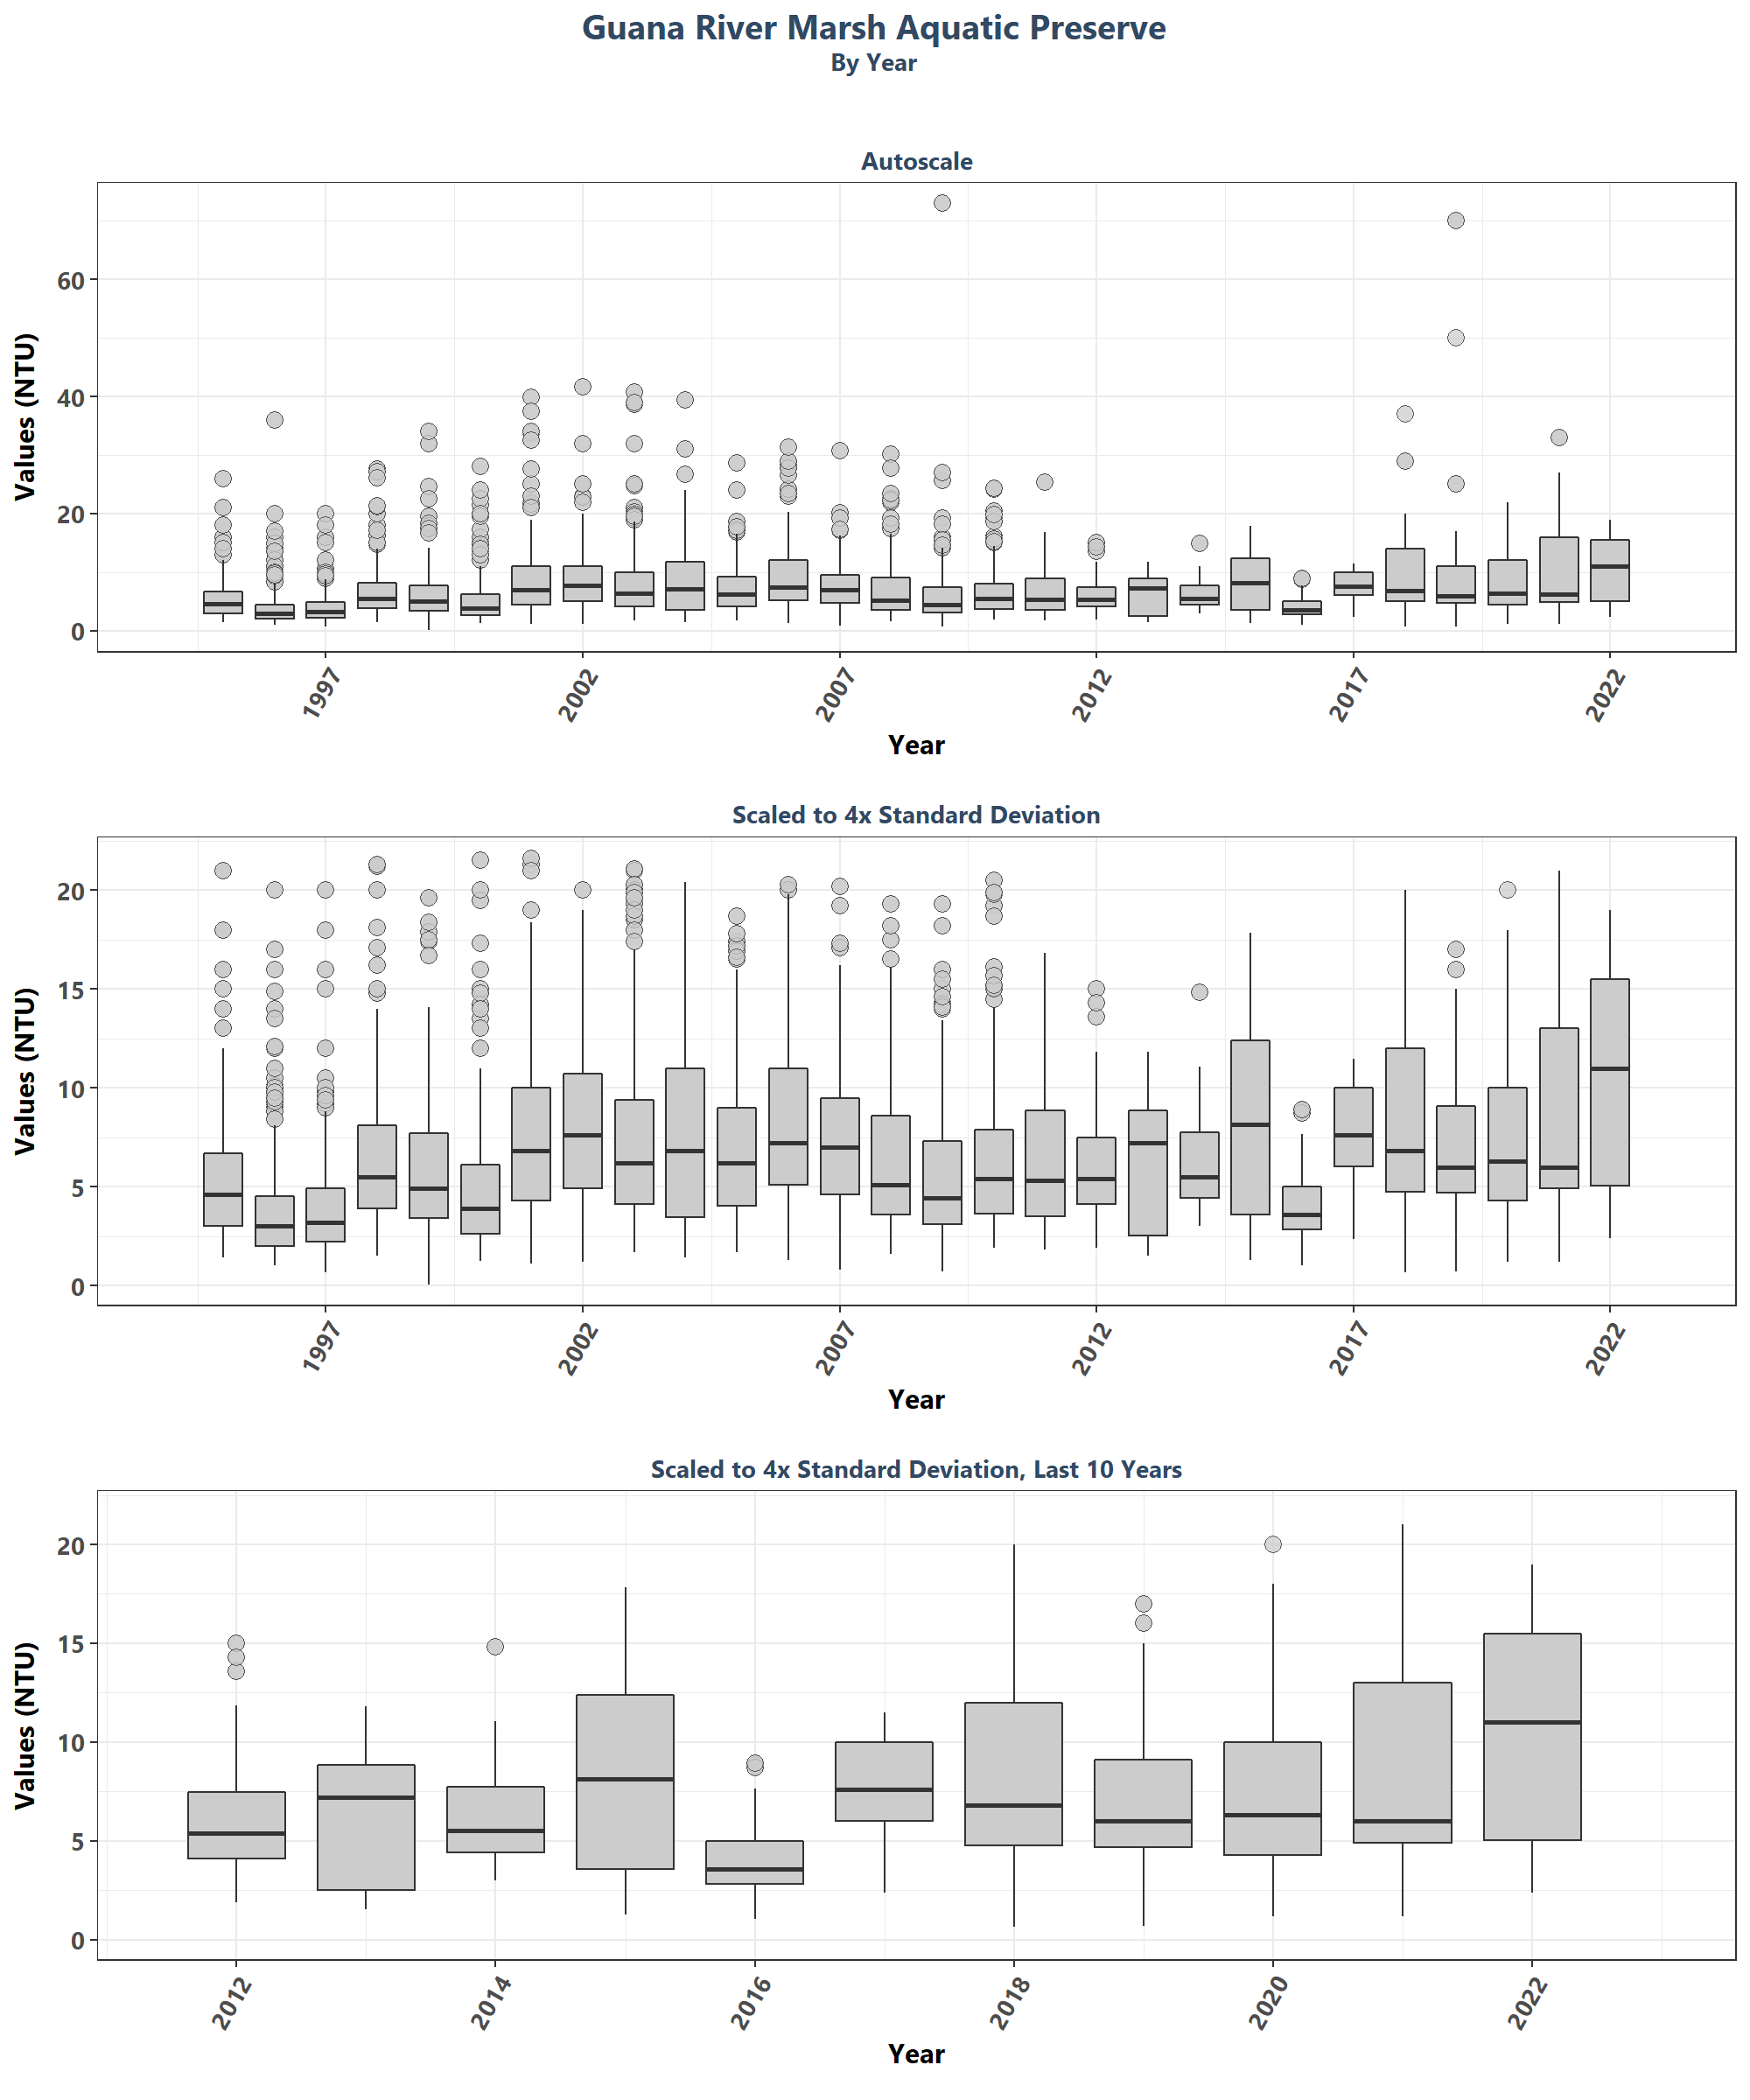 Guana River Marsh Aquatic Preserve
By Year
Autoscale
Values (NTU)
60
40
20
0
1997
2002
2007
2012
2017
2022
Year
Scaled to 4x Standard Deviation
Values (NTU)
20
15
10
5
0
1997
2002
2007
2012
2017
2022
Year
Scaled to 4x Standard Deviation, Last 10 Years
Values (NTU)
20
15
10
5
0
2012
2014
2016
2018
2020
2022
Year